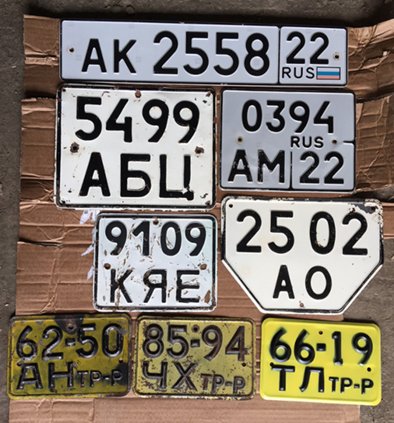 АК 2558 22
RUS
5499
АБЦ
0394
RUS
АМ 22
9109
КЯЕ
25 02
АО
62-50
АН ТР-Р
85-94
ЧХ ТР-Р
66-19
ТЛ ТР-Р